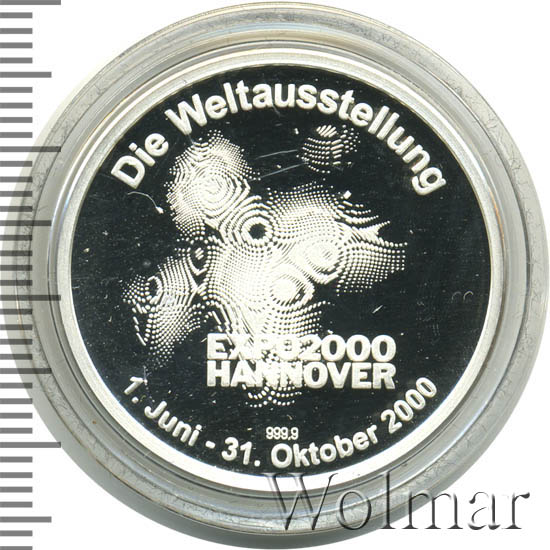 Die Weltausstellung
EXPO2000
HANNOVER
999,9
1. Juni - 31. Oktober 2000
Wolmar